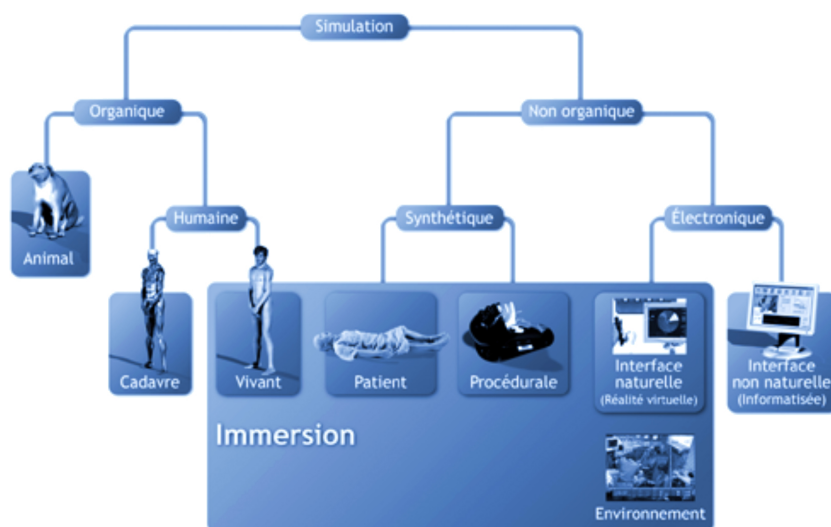 Simulation
Organique
Non organique
Humaine
Synthétique
Électronique
Animal
Cadavre
Vivant
Patient
Procédurale
Interface
naturelle
(Réalité virtuelle)
Interface
non naturelle
(Informatisée)
Immersion
Environnement